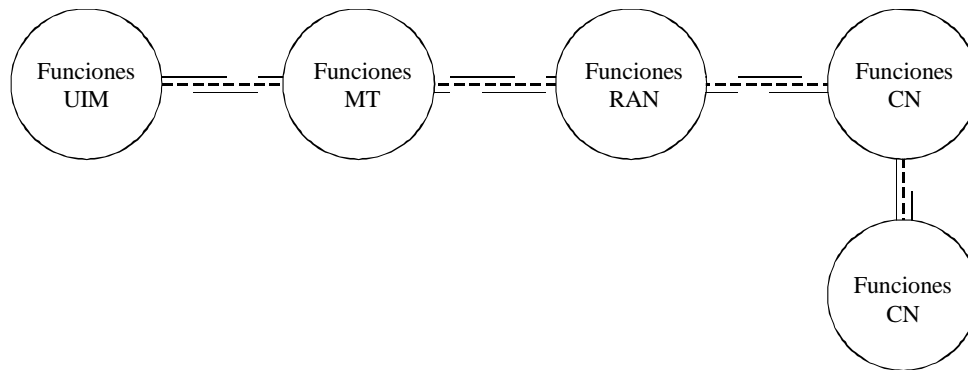 Funciones
UIM
Funciones
MT
Funciones
RAN
Funciones
CN
Funciones
CN